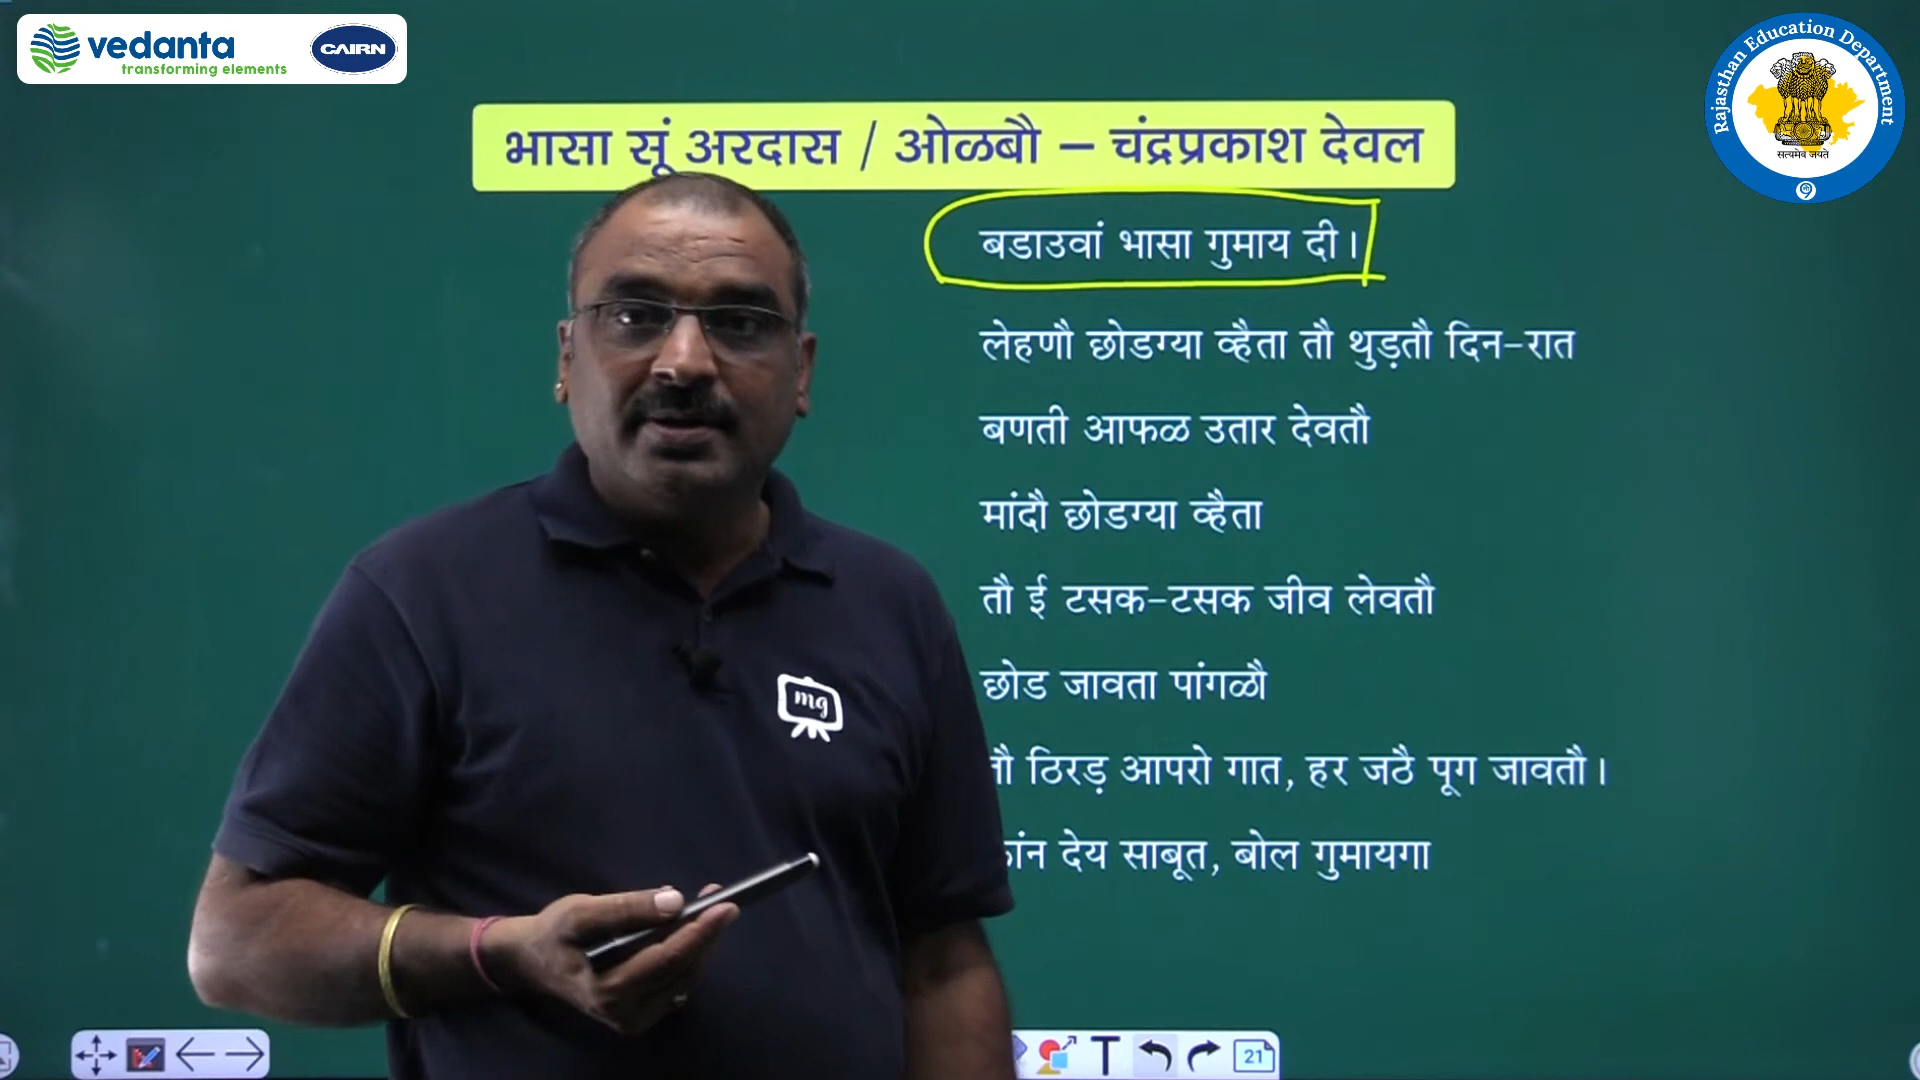 vedanta
transforming elements
CAIRN
Rajasthan Education Department
सत्यमेव जयते
भासा सूं अरदास / ओळबौ – चंद्रप्रकाश देवल
बडाउवां भासा गुमाय दी।
लेहणौ छोडग्या व्हैता तौ थुड़तौ दिन-रात
बणती आफळ उतार देवतौ
मांदौ छोडग्या व्हैता
तौ ई टसक-टसक जीव लेवतौ
छोड जावता पांगळौ
ठिरड़ आपरो गात, हर जठै पूग जावतौ।
देय साबूत, बोल गुमायगा
mg
T
21